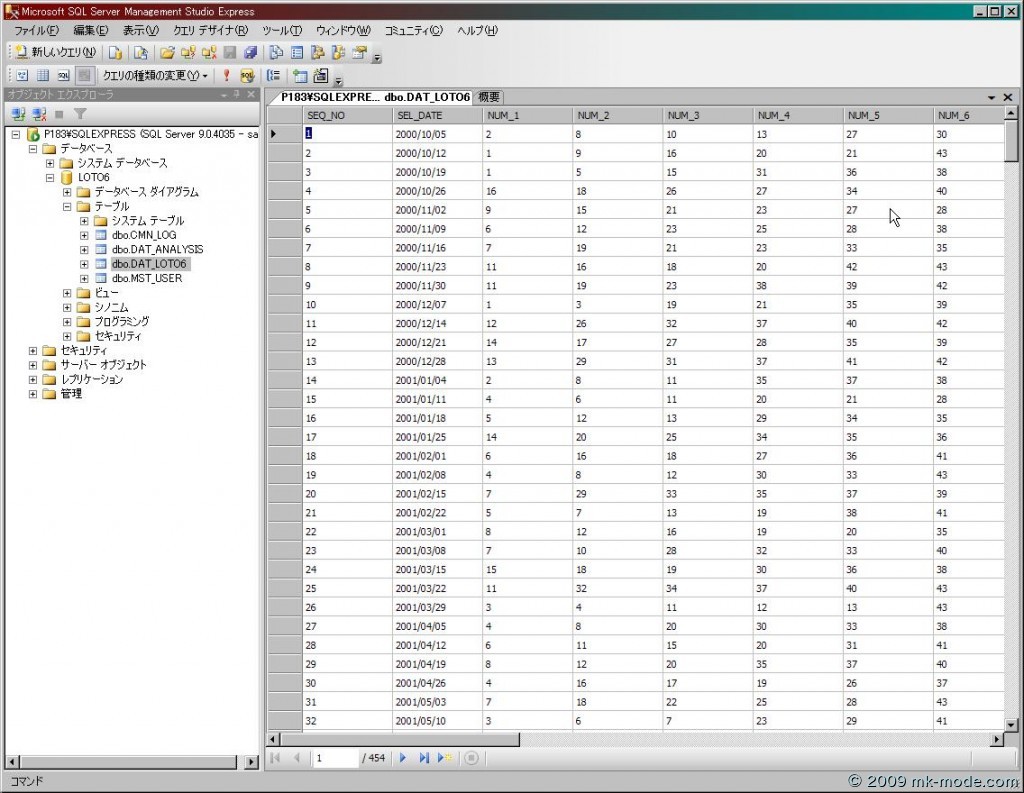 Microsoft SQL Server Management Studio Express
ファイル(F) 編集(E) 表示(V) クエリ デザイナ(R) ツール(T) ウィンドウ(W) コミュニティ(C) ヘルプ(H)
新しいクエリ(N)
クエリの種類の変更(Y)
オブジェクト エクスプローラ
P183¥SQLEXPRE... dbo.DAT_LOTO6 概要
P183¥SQLEXPRESS (SQL Server 9.0.4035 - sa
データベース
システム データベース
LOTO6
データベース ダイアグラム
テーブル
システム テーブル
dbo.CMN_LOG
dbo.DAT_ANALYSIS
dbo.DAT_LOTO6
dbo.MST_USER
ビュー
シノニム
プログラミング
セキュリティ
セキュリティ
サーバー オブジェクト
レプリケーション
管理
SEQ_NO SEL_DATE NUM_1 NUM_2 NUM_3 NUM_4 NUM_5 NUM_6
1 2000/10/05 2 8 10 13 27 30
2 2000/10/12 1 9 16 20 21 43
3 2000/10/19 1 5 15 31 36 38
4 2000/10/26 16 18 26 27 34 40
5 2000/11/02 9 15 21 23 27 28
6 2000/11/09 6 12 23 25 28 38
7 2000/11/16 7 19 21 23 33 35
8 2000/11/23 11 16 18 20 42 43
9 2000/11/30 11 19 23 38 39 42
10 2000/12/07 1 3 19 21 35 39
11 2000/12/14 12 26 32 37 40 42
12 2000/12/21 14 17 27 28 35 39
13 2000/12/28 13 29 31 37 41 42
14 2001/01/04 2 8 11 35 37 38
15 2001/01/11 4 6 11 20 21 28
16 2001/01/18 5 12 13 29 34 35
17 2001/01/25 14 20 25 34 35 36
18 2001/02/01 6 16 18 27 36 41
19 2001/02/08 4 8 12 30 33 43
20 2001/02/15 7 29 33 35 37 39
21 2001/02/22 5 7 13 19 38 41
22 2001/03/01 8 12 16 19 20 35
23 2001/03/08 7 10 28 32 33 40
24 2001/03/15 15 18 19 30 36 38
25 2001/03/22 11 32 34 37 40 43
26 2001/03/29 3 4 11 12 13 43
27 2001/04/05 4 8 20 30 33 38
28 2001/04/12 6 11 15 20 31 41
29 2001/04/19 8 12 20 35 37 40
30 2001/04/26 4 16 17 19 26 37
31 2001/05/03 7 18 22 25 28 43
32 2001/05/10 3 6 7 23 29 41
1 / 454
コマンド
© 2009 mk-mode.com